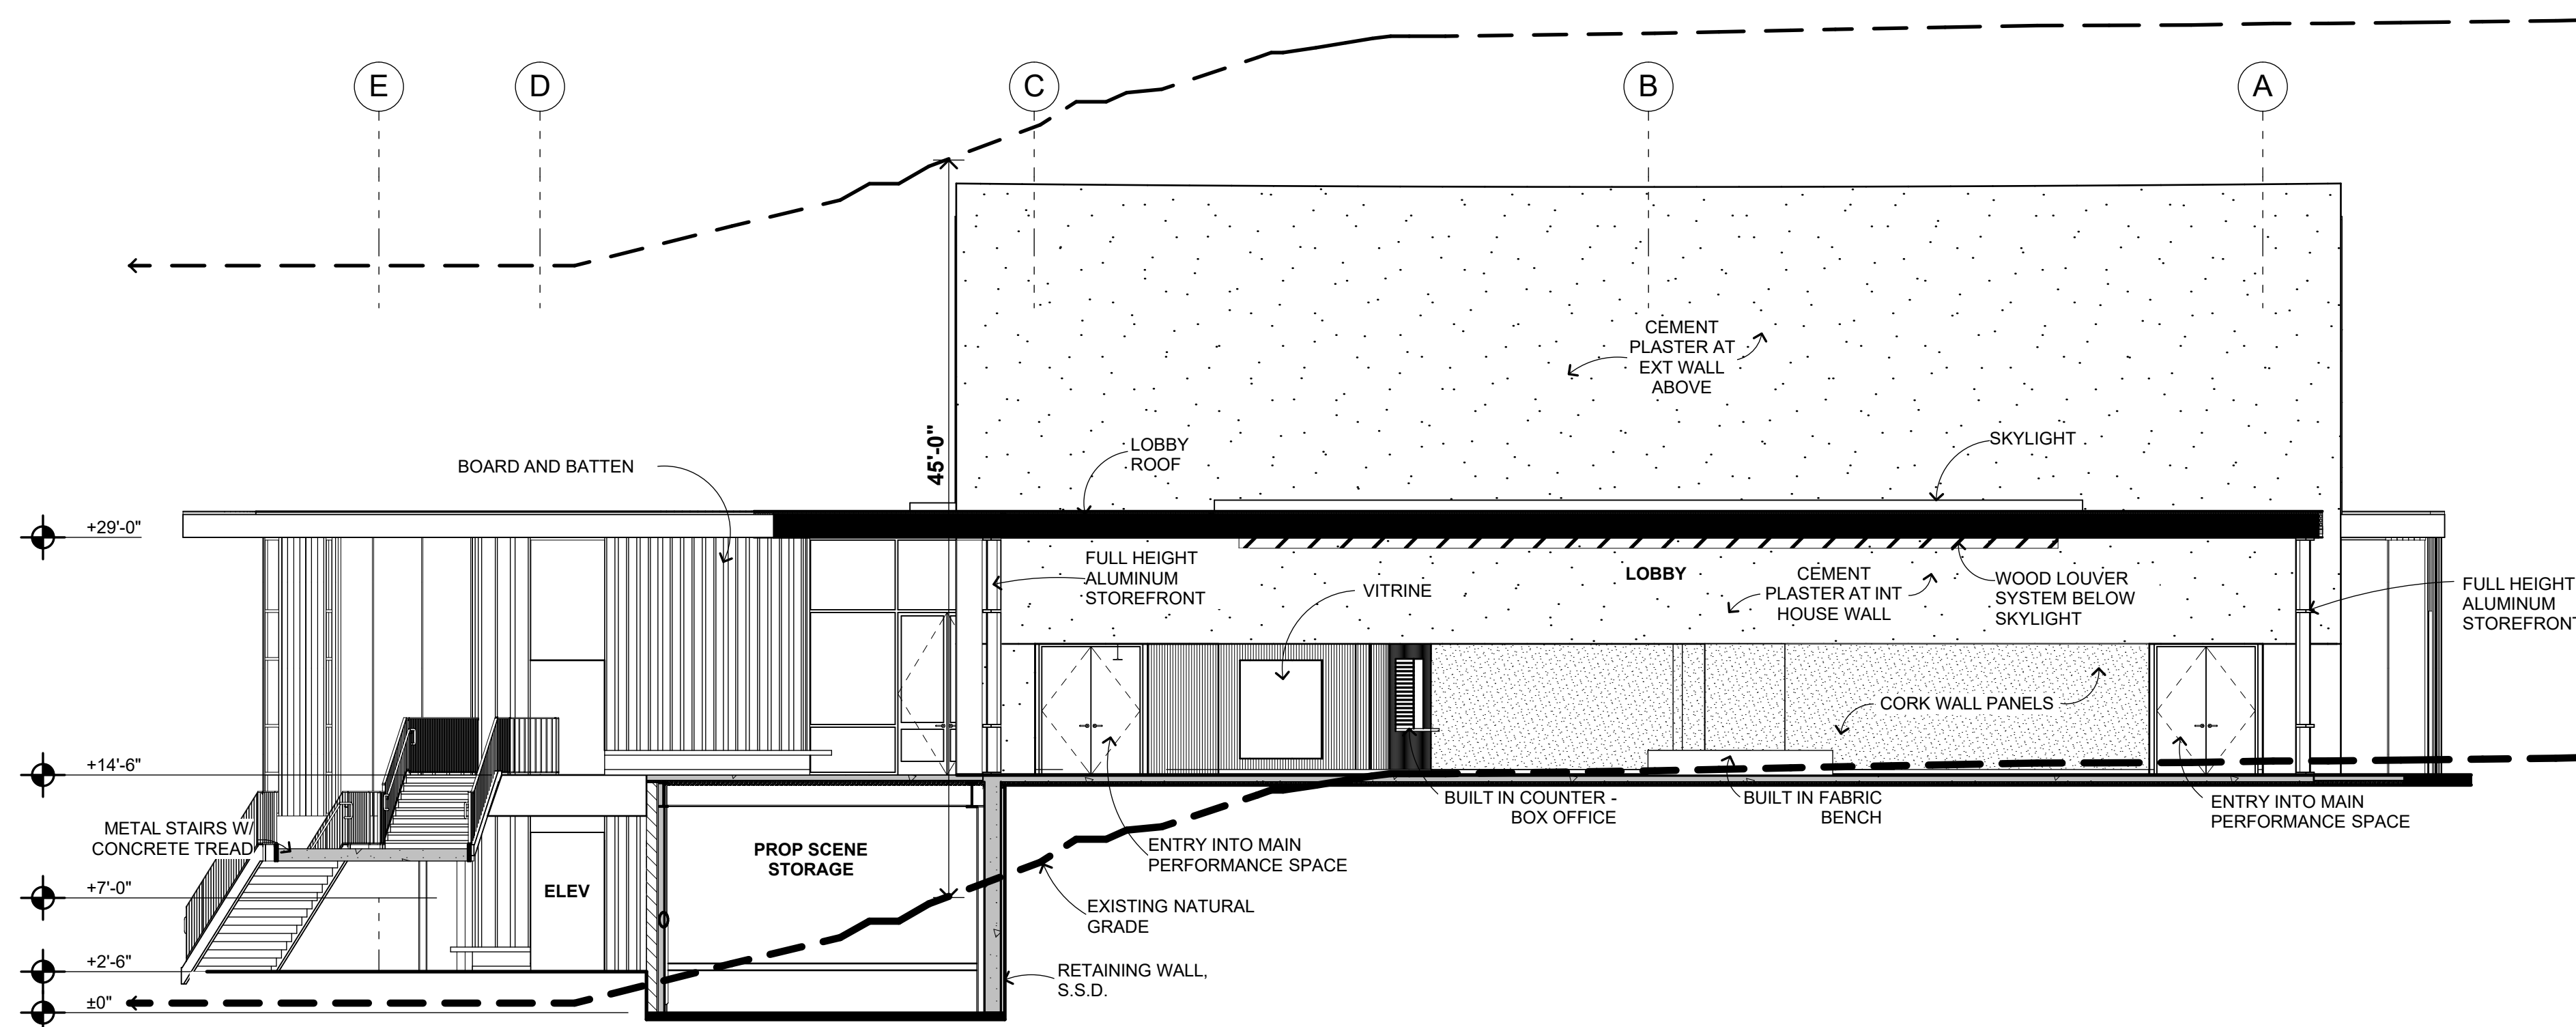 E
D
C
B
A
CEMENT
PLASTER AT
EXT WALL
ABOVE
45'-0"
LOBBY
ROOF
SKYLIGHT
BOARD AND BATTEN
+29'-0"
FULL HEIGHT
ALUMINUM
STOREFRONT
VITRINE
LOBBY
CEMENT
PLASTER AT INT
HOUSE WALL
WOOD LOUVER
SYSTEM BELOW
SKYLIGHT
FULL HEIGHT
ALUMINUM
STOREFRONT
CORK WALL PANELS
+14'-6"
BUILT IN COUNTER -
BOX OFFICE
BUILT IN FABRIC
BENCH
ENTRY INTO MAIN
PERFORMANCE SPACE
METAL STAIRS W/
CONCRETE TREAD
PROP SCENE
STORAGE
ENTRY INTO MAIN
PERFORMANCE SPACE
+7'-0"
ELEV
EXISTING NATURAL
GRADE
+2'-6"
RETAINING WALL,
S.S.D.
±0"